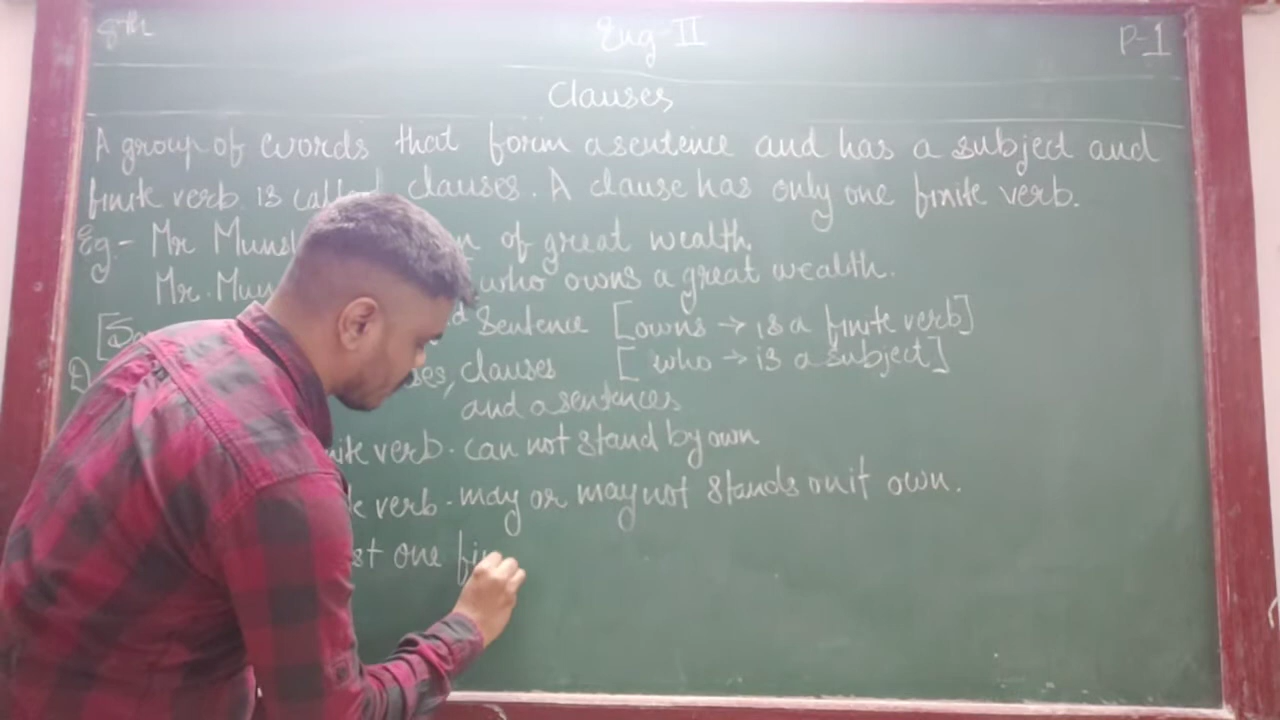 8th Eng-II P-1
Clauses
A group of words that form a sentence and has a subject and
finite verb is called clauses. A clause has only one finite verb.
Eg:- Mr Muns of great wealth.
Mr. Mun who owns a great wealth.
Sentence [owns → is a finite verb]
clauses [who → is a subject]
and a sentences
verb. can not stand by own
verb - may or may not stands on it own.
one